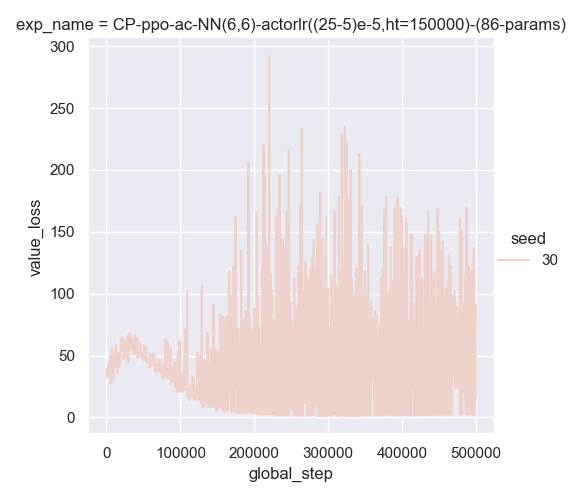 exp_name = CP-ppo-ac-NN(6,6)-actorlr((25-5)e-5,ht=150000)-(86-params)
300
250
200
150
100
50
0
value_loss
seed
30
0 100000 200000 300000 400000 500000
global_step